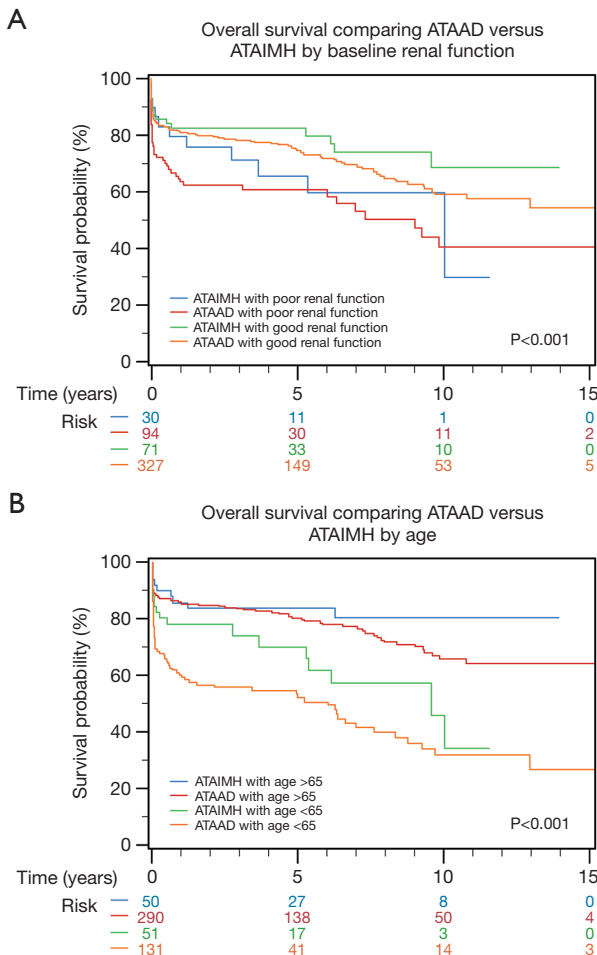 A
Overall survival comparing ATAAD versus
ATAIMH by baseline renal function
Survival probability (%)
100
80
60
40
20
0
ATAIMH with poor renal function
ATAAD with poor renal function
ATAIMH with good renal function
ATAAD with good renal function
P<0.001
Time (years) 0 5 10 15
Risk
30 11 1 0
94 30 11 2
71 33 10 0
327 149 53 5
B
Overall survival comparing ATAAD versus
ATAIMH by age
Survival probability (%)
100
80
60
40
20
0
ATAIMH with age >65
ATAAD with age >65
ATAIMH with age <65
ATAAD with age <65
P<0.001
Time (years) 0 5 10 15
Risk
50 27 8 0
290 138 50 4
51 17 3 0
131 41 14 3